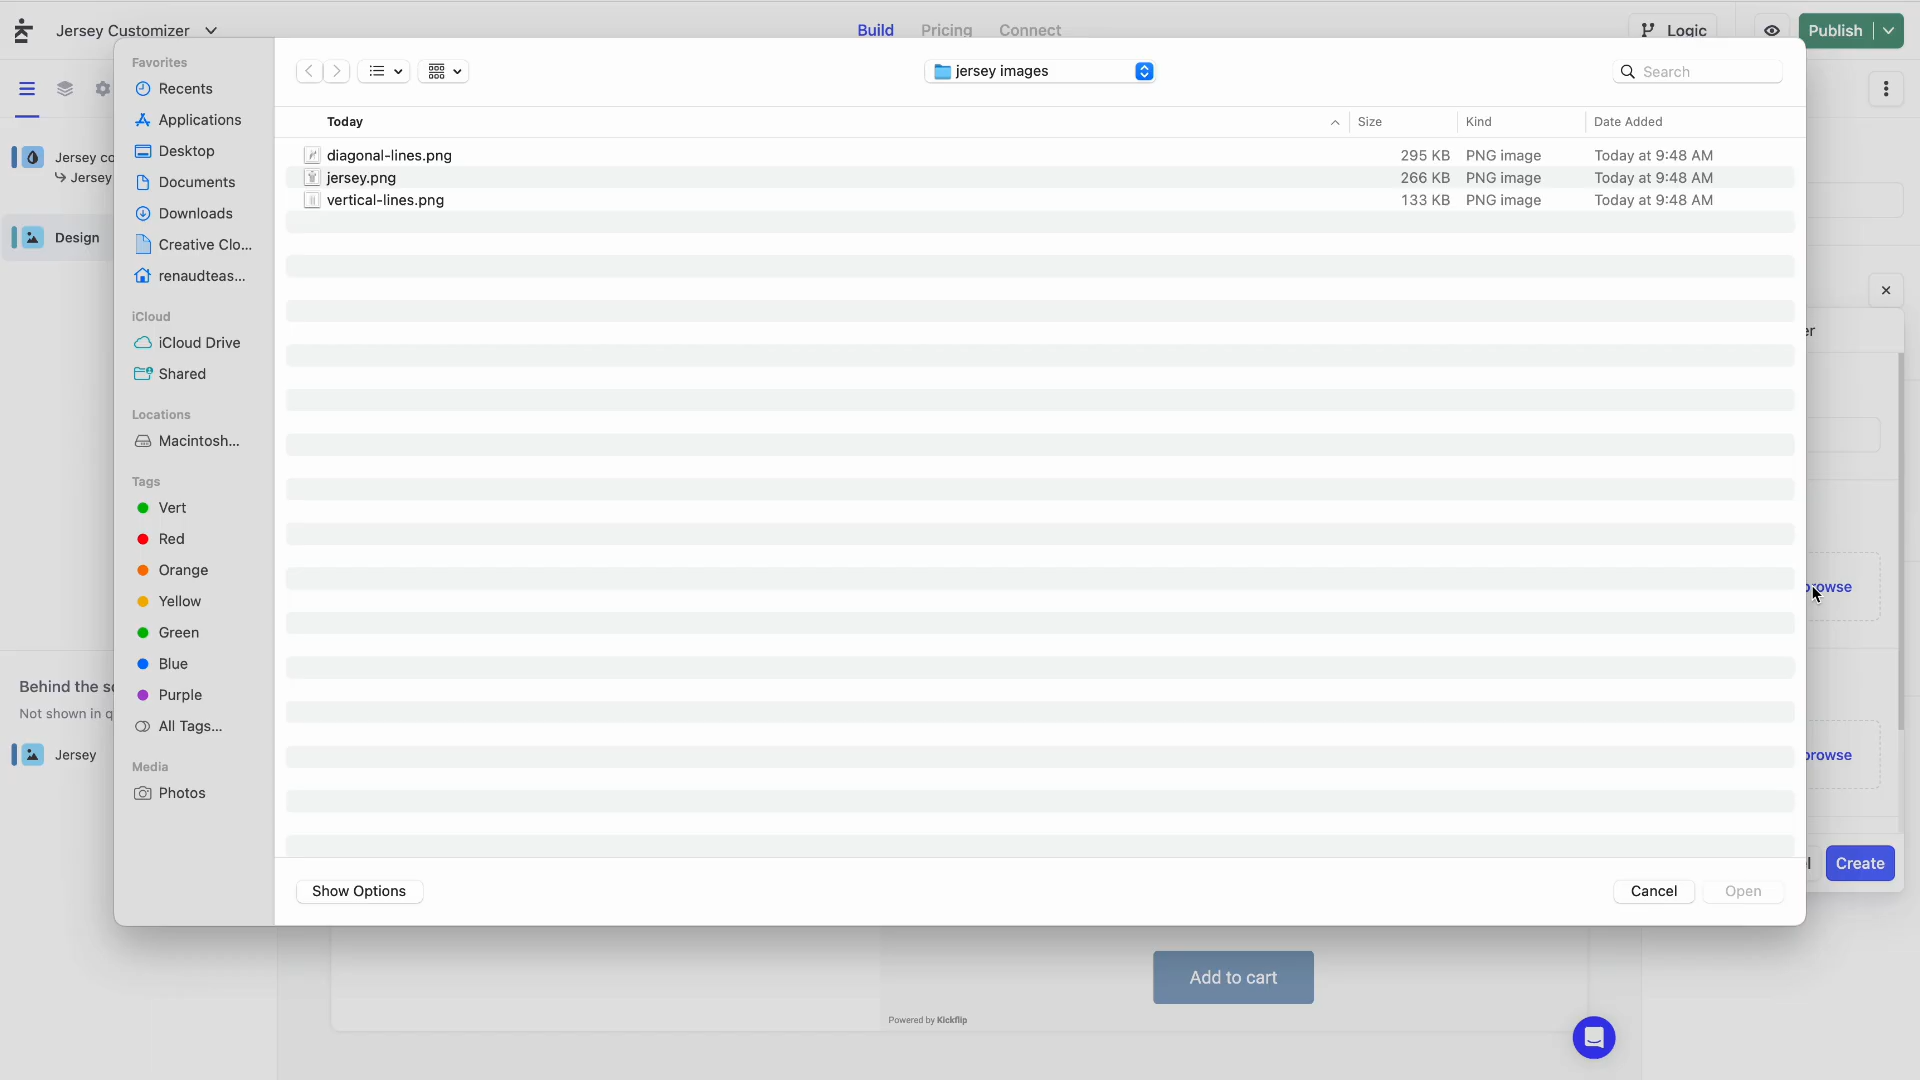 Jersey Customizer
Build
Pricing
Connect
Logic
Publish
Jersey
Design
Behind the
Not shown in
Jersey
Favorites
Recents
Applications
Desktop
Documents
Downloads
Creative Clo...
renaudteas...
iCloud
iCloud Drive
Shared
Locations
Macintosh...
Tags
Vert
Red
Orange
Yellow
Green
Blue
Purple
All Tags...
Media
Photos
jersey images
Search
Today Size Kind Date Added
diagonal-lines.png 295 KB PNG image Today at 9:48 AM
jersey.png 266 KB PNG image Today at 9:48 AM
vertical-lines.png 133 KB PNG image Today at 9:48 AM
Show Options
Cancel
Open
browse
browse
Create
Add to cart
Powered by Kickflip